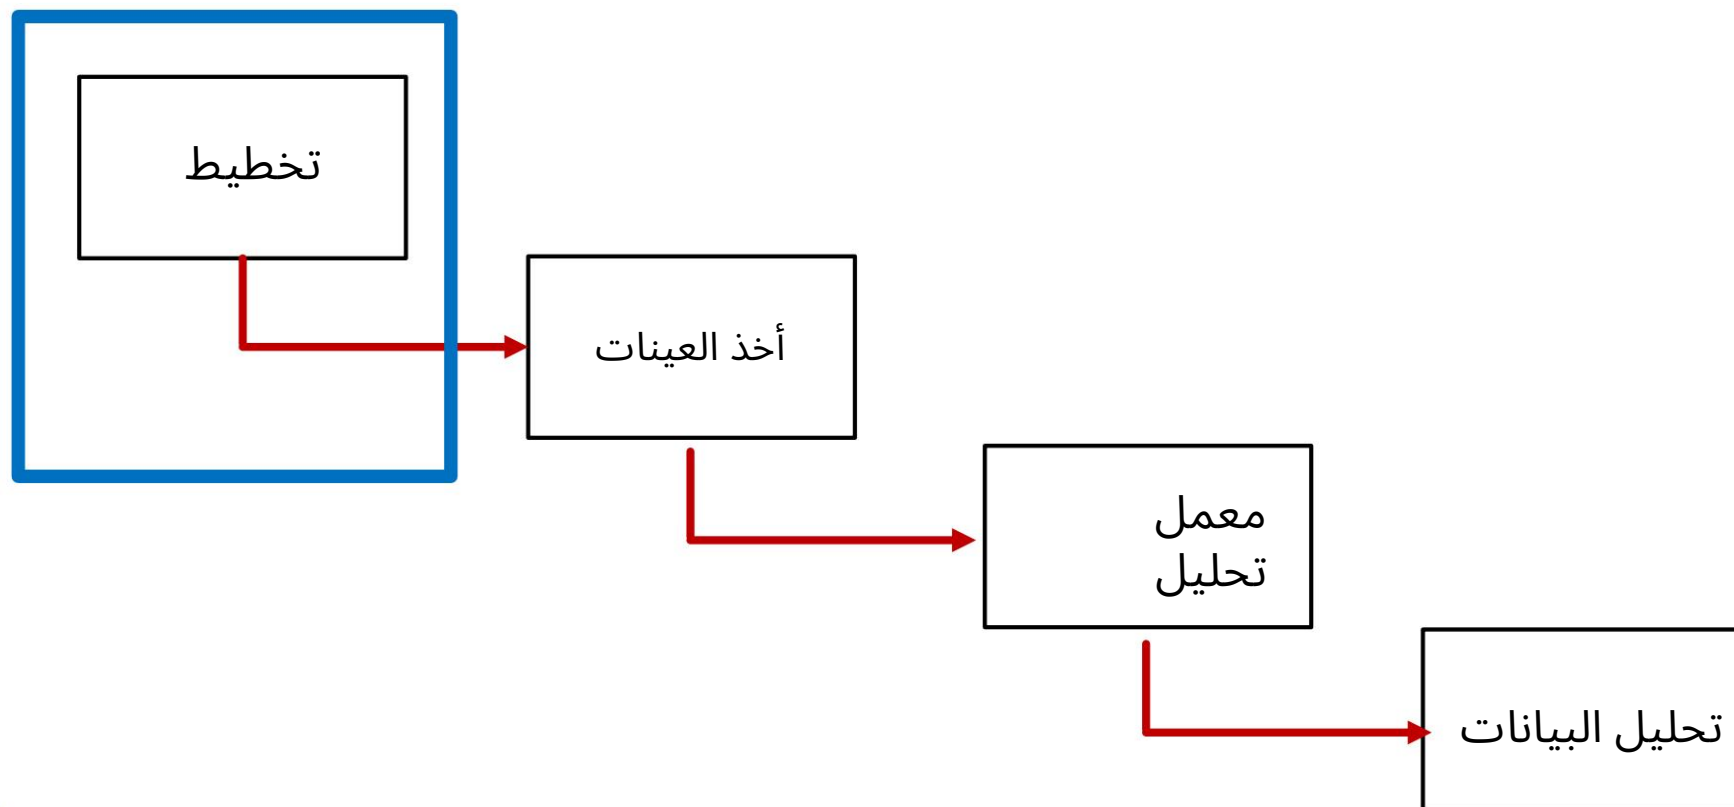 تخطيط
أخذ العينات
معمل
تحليل
تحليل البيانات